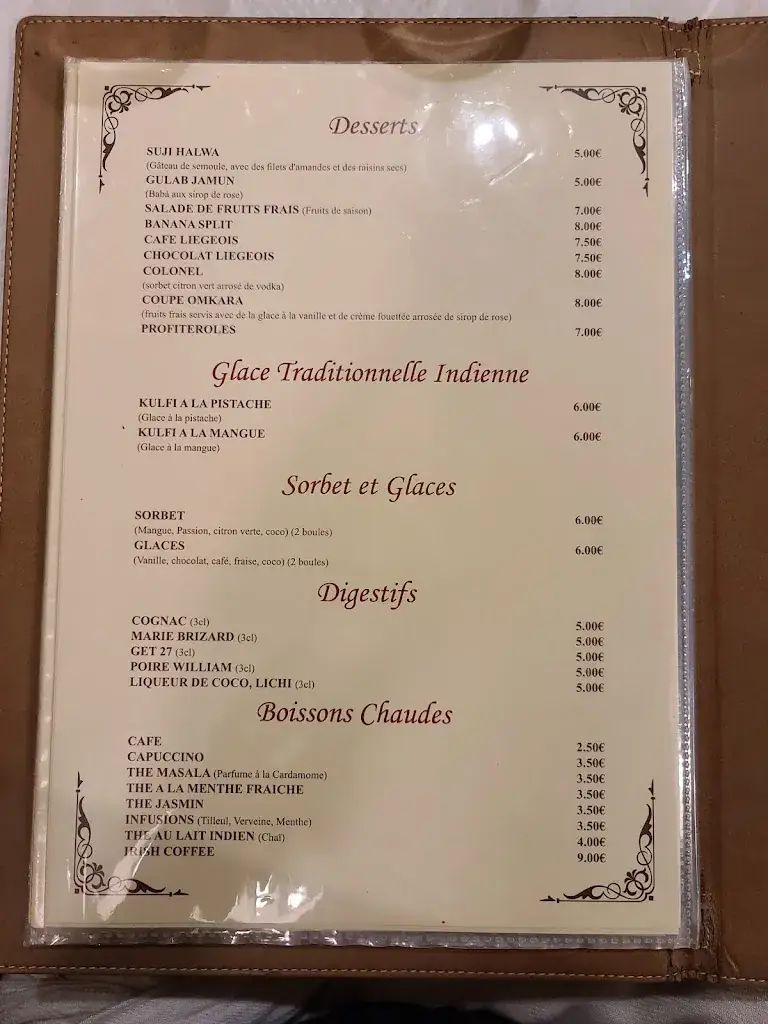 Desserts
SUJI HALWA 5.00€
(Gâteau de semoule, avec des filets d'amandes et des raisins secs)
GULAB JAMUN 5.00€
(Babà aux sirop de rose)
SALADE DE FRUITS FRAIS (Fruits de saison) 7.00€
BANANA SPLIT 8.00€
CAFE LIEGEOIS 7.50€
CHOCOLAT LIEGEOIS 7.50€
COLONEL 8.00€
(sorbet citron vert arrosé de vodka)
COUPE OMKARA 8.00€
(fruits frais servis avec de la glace à la vanille et de crème fouettée arrosée de sirop de rose)
PROFITEROLES 7.00€
Glace Traditionnelle Indienne
KULFI A LA PISTACHE 6.00€
(Glace à la pistache)
KULFI A LA MANGUE 6.00€
(Glace à la mangue)
Sorbet et Glaces
SORBET 6.00€
(Mangue, Passion, citron verte, coco) (2 boules)
GLACES 6.00€
(Vanille, chocolat, café, fraise, coco) (2 boules)
Digestifs
COGNAC (3cl) 5.00€
MARIE BRIZARD (3cl) 5.00€
GET 27 (3cl) 5.00€
POIRE WILLIAM (3cl) 5.00€
LIQUEUR DE COCO, LICHI (3cl) 5.00€
Boissons Chaudes
CAFE 2.50€
CAPUCCINO 3.50€
THE MASALA (Parfume à la Cardamome) 3.50€
THE A LA MENTHE FRAICHE 3.50€
THE JASMIN 3.50€
INFUSIONS (Tilleul, Verveine, Menthe) 3.50€
THE AU LAIT INDIEN (Chaï) 4.00€
IRISH COFFEE 9.00€